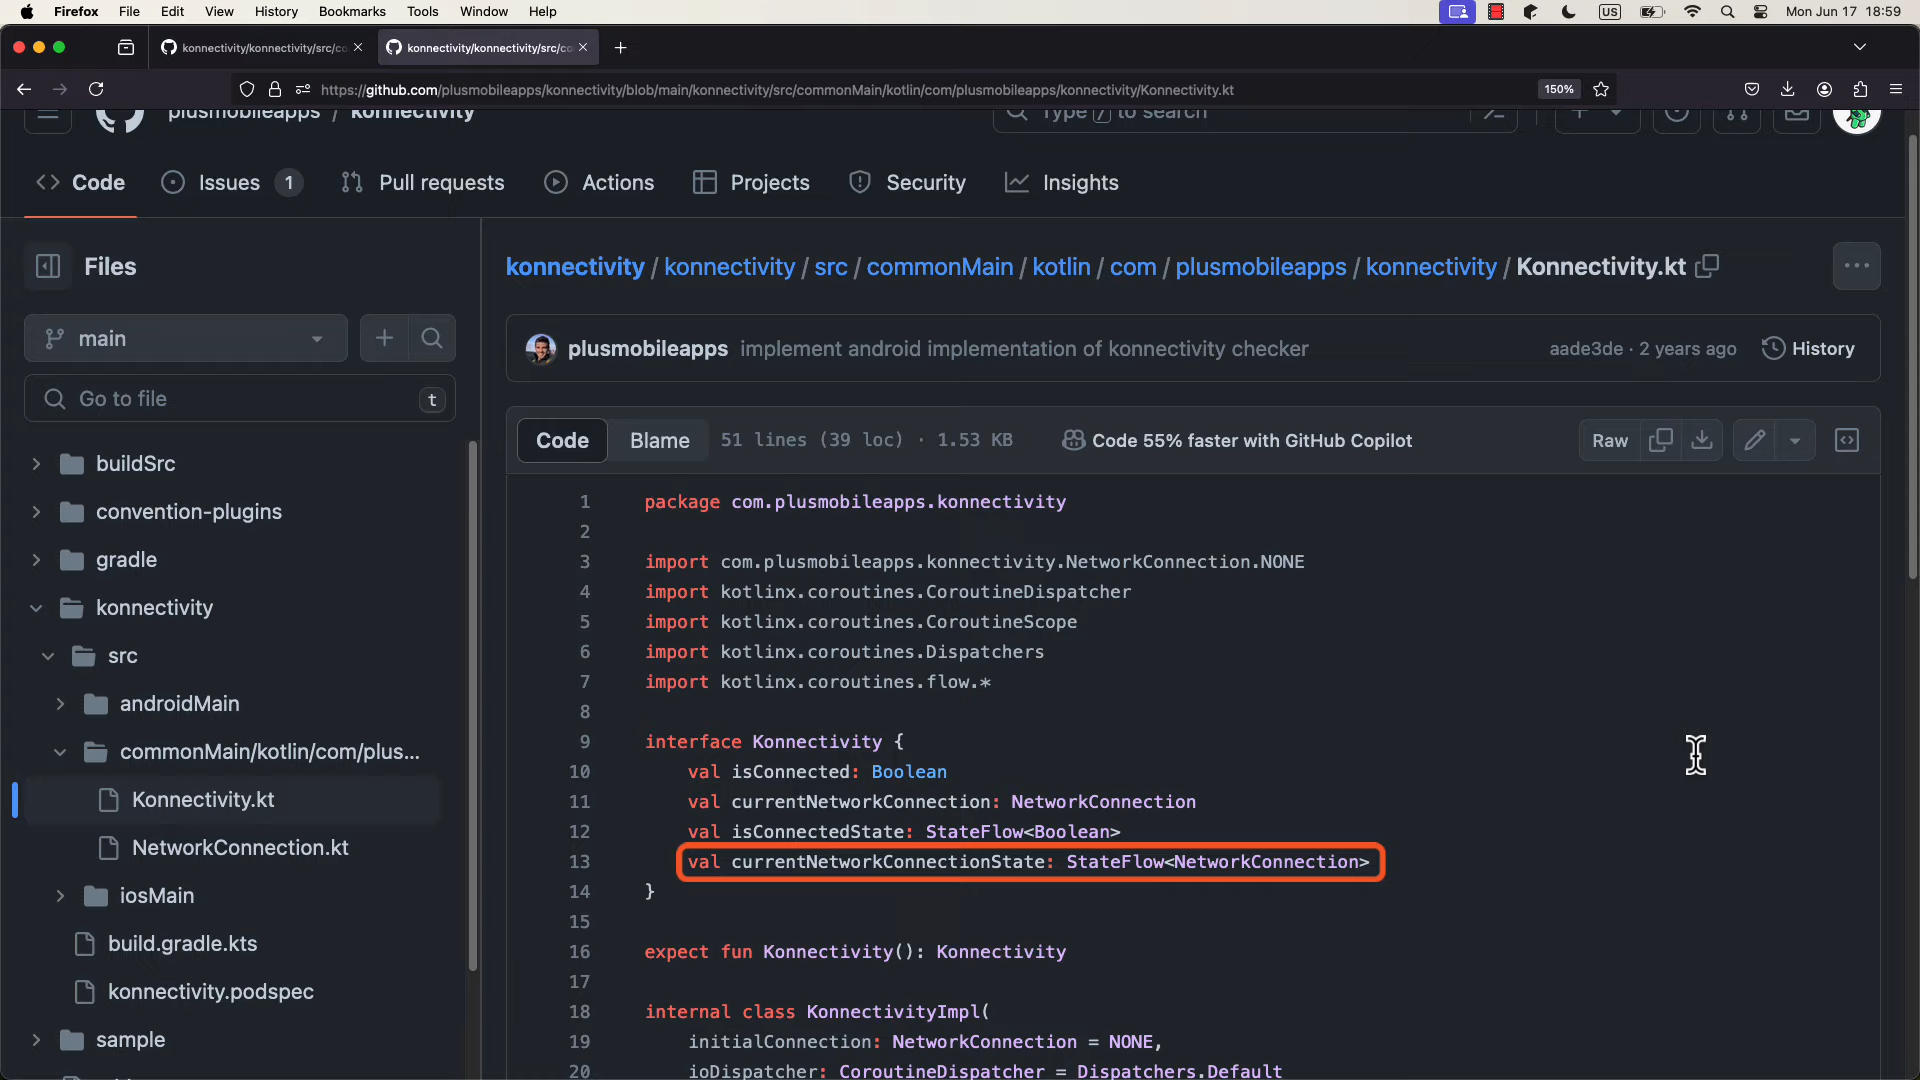 Firefox File Edit View History Bookmarks Tools Window Help US Mon Jun 17 18:59
konnectivity/konnectivity/src/co konnectivity/konnectivity/src/co
https://github.com/plusmobileapps/konnectivity/blob/main/konnectivity/src/commonMain/kotlin/com/plusmobileapps/konnectivity/Konnectivity.kt 150%
plusmobileapps / konnectivity Type / to search
Code Issues 1 Pull requests Actions Projects Security Insights
Files
konnectivity / konnectivity / src / commonMain / kotlin / com / plusmobileapps / konnectivity / Konnectivity.kt
main
plusmobileapps implement android implementation of konnectivity checker aade3de · 2 years ago History
Go to file t
Code Blame 51 lines (39 loc) · 1.53 KB Code 55% faster with GitHub Copilot Raw
buildSrc
convention-plugins
gradle
konnectivity
src
androidMain
commonMain/kotlin/com/plus...
Konnectivity.kt
NetworkConnection.kt
iosMain
build.gradle.kts
konnectivity.podspec
sample
1 package com.plusmobileapps.konnectivity
2
3 import com.plusmobileapps.konnectivity.NetworkConnection.NONE
4 import kotlinx.coroutines.CoroutineDispatcher
5 import kotlinx.coroutines.CoroutineScope
6 import kotlinx.coroutines.Dispatchers
7 import kotlinx.coroutines.flow.*
8
9 interface Konnectivity {
10 val isConnected: Boolean
11 val currentNetworkConnection: NetworkConnection
12 val isConnectedState: StateFlow<Boolean>
13 val currentNetworkConnectionState: StateFlow<NetworkConnection>
14 }
15
16 expect fun Konnectivity(): Konnectivity
17
18 internal class KonnectivityImpl(
19 initialConnection: NetworkConnection = NONE,
20 ioDispatcher: CoroutineDispatcher = Dispatchers.Default